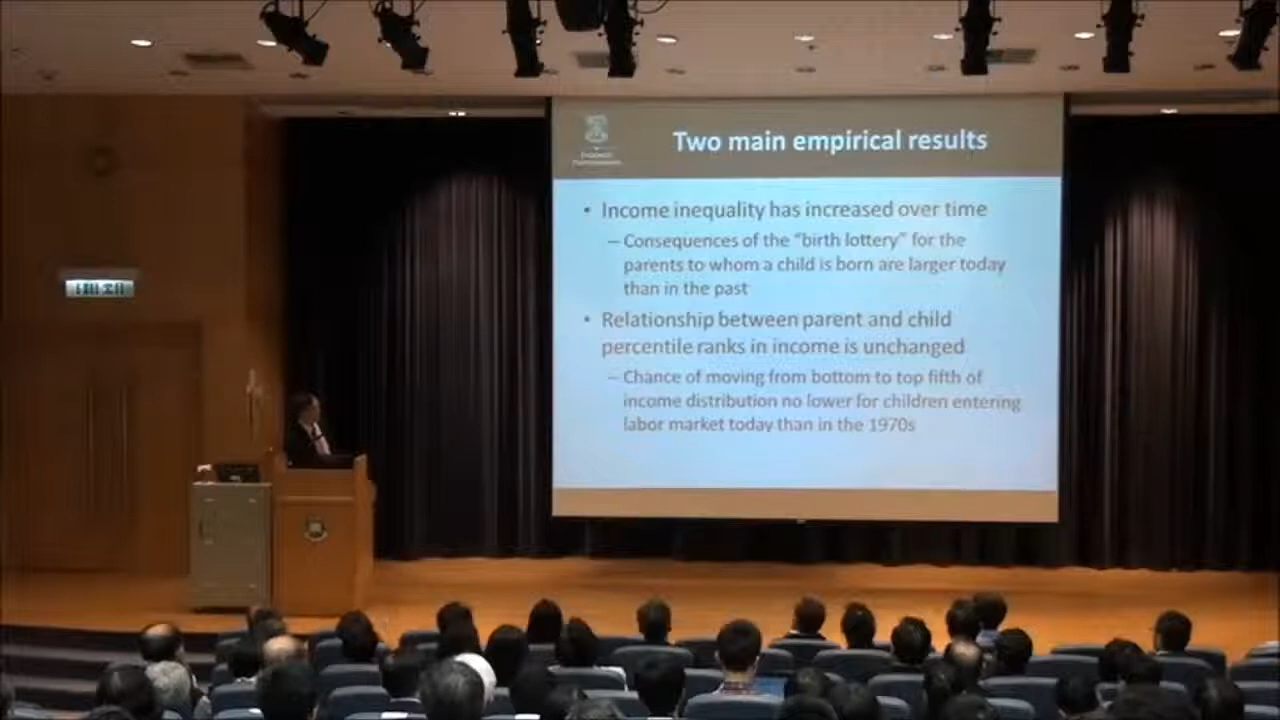 Two main empirical results
• Income inequality has increased over time
– Consequences of the “birth lottery” for the
parents to whom a child is born are larger today
than in the past
• Relationship between parent and child
percentile ranks in income is unchanged
– Chance of moving from bottom to top fifth of
income distribution no lower for children entering
labor market today than in the 1970s
EXIT 出口